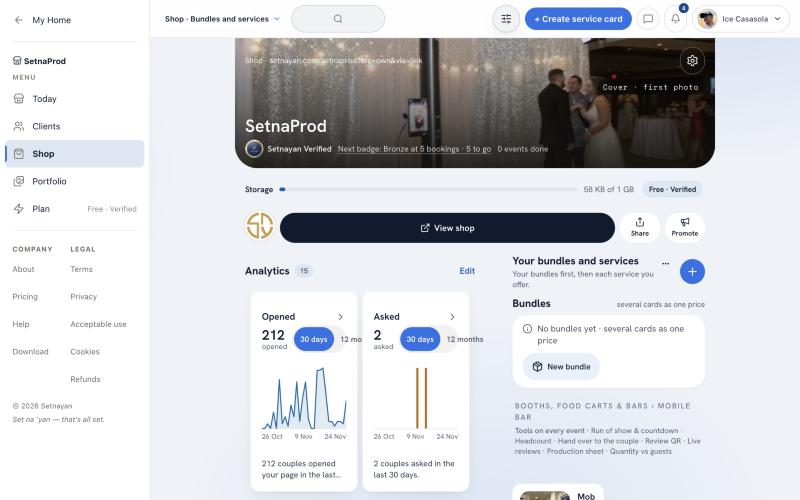 My Home
SetnaProd
MENU
Today
Clients
Shop
Portfolio
Plan
Free · Verified
COMPANY
LEGAL
About
Terms
Pricing
Privacy
Help
Acceptable use
Download
Cookies
Refunds
© 2026 Setnayan
Set na 'yan — that's all set.
Shop · Bundles and services
+ Create service card
4
Ice Casasola
Shop · setnayan.com/setnaprod?src=own&via=link
Cover · first photo
SetnaProd
Setnayan Verified
Next badge: Bronze at 5 bookings · 5 to go
0 events done
Storage
58 KB of 1 GB
Free · Verified
View shop
Share
Promote
Analytics
15
Edit
Opened
212
opened
30 days
12 mo
26 Oct
9 Nov
24 Nov
212 couples opened
your page in the last...
Asked
2
asked
30 days
12 months
26 Oct
9 Nov
24 Nov
2 couples asked in the
last 30 days.
Your bundles and services
...
Your bundles first, then each service you
offer.
Bundles
several cards as one price
No bundles yet · several cards as one
price
New bundle
BOOTHS, FOOD CARTS & BARS › MOBILE
BAR
Tools on every event · Run of show & countdown ·
Headcount · Hand over to the couple · Review QR · Live
reviews · Production sheet · Quantity vs guests
Mob